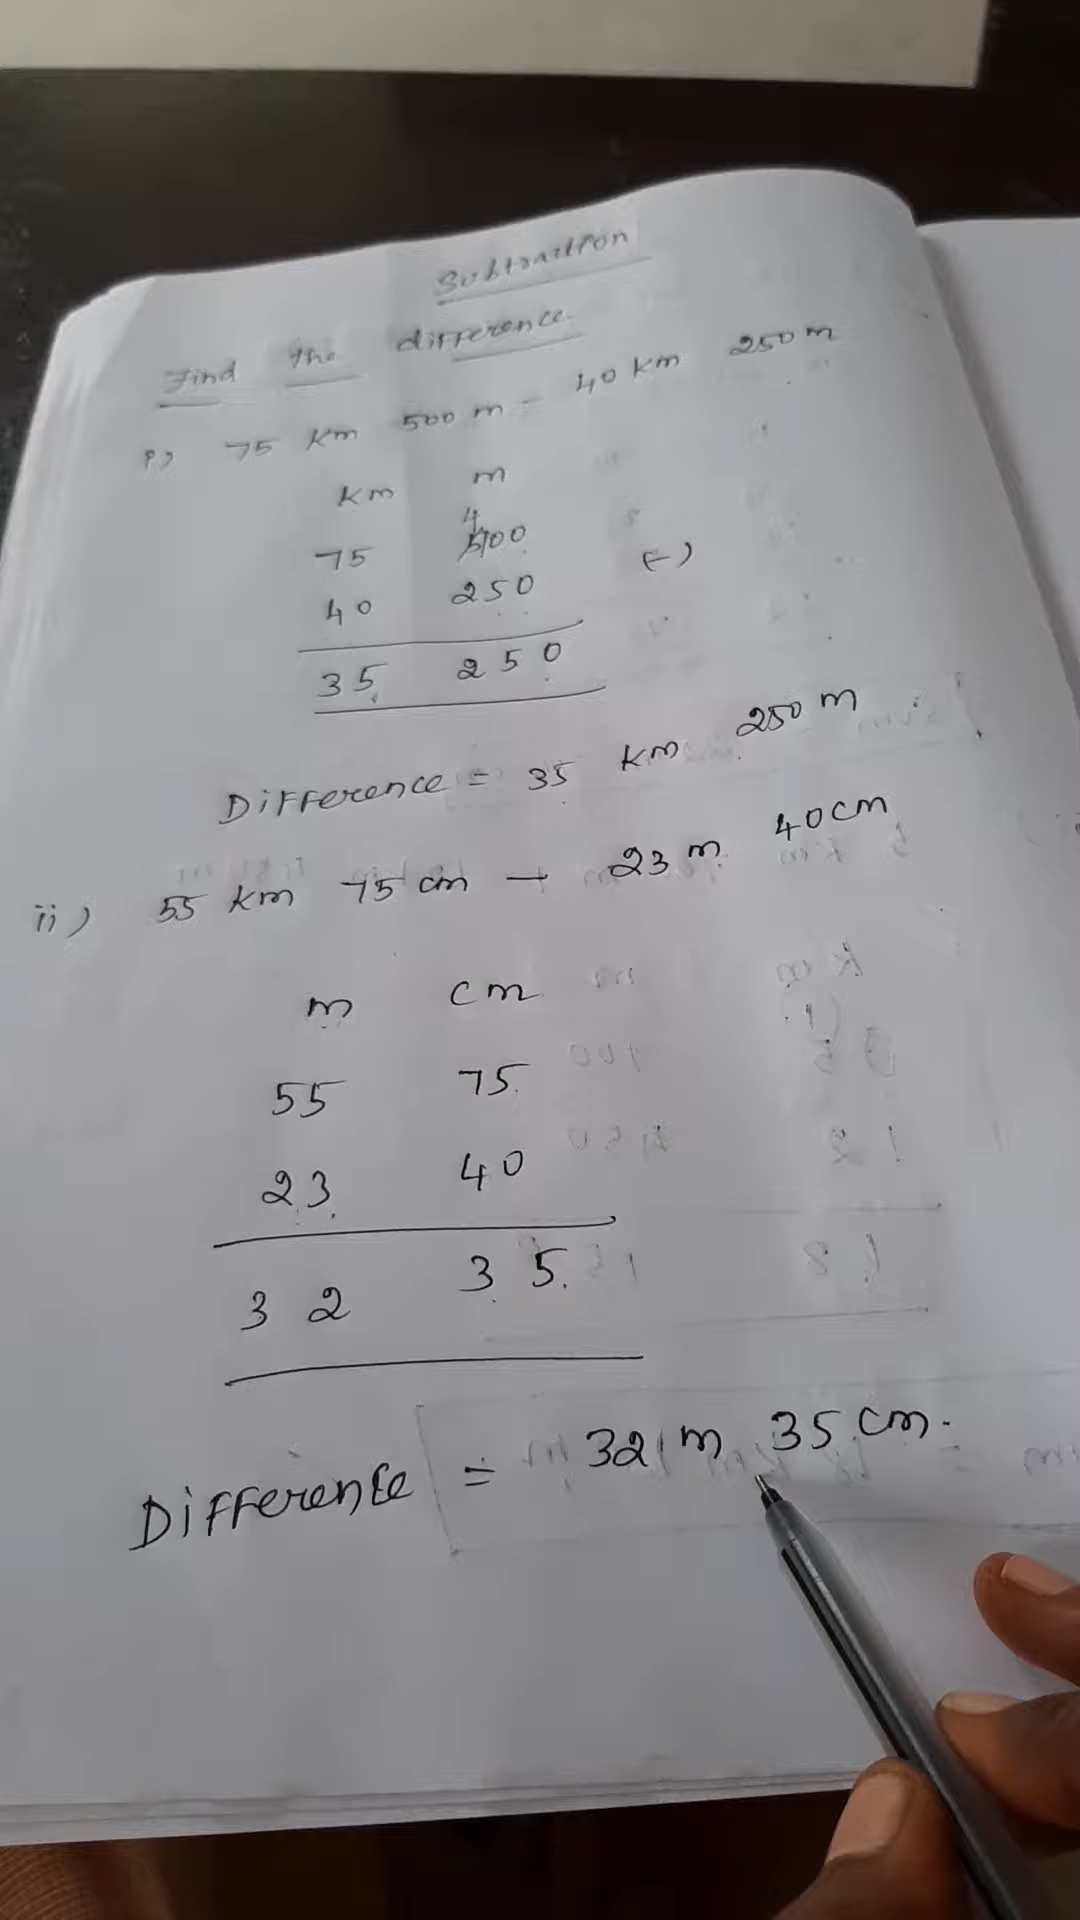 Subtraction
Find the difference
i) 75 km 500 m - 40 km 250 m
km m
4
75 500
40 250 (-)
35 250
Difference = 35 km 250 m
ii) 55 km 75 cm - 23 m 40 cm
m cm
55 75
23 40
32 35
Difference = 32 m 35 cm.